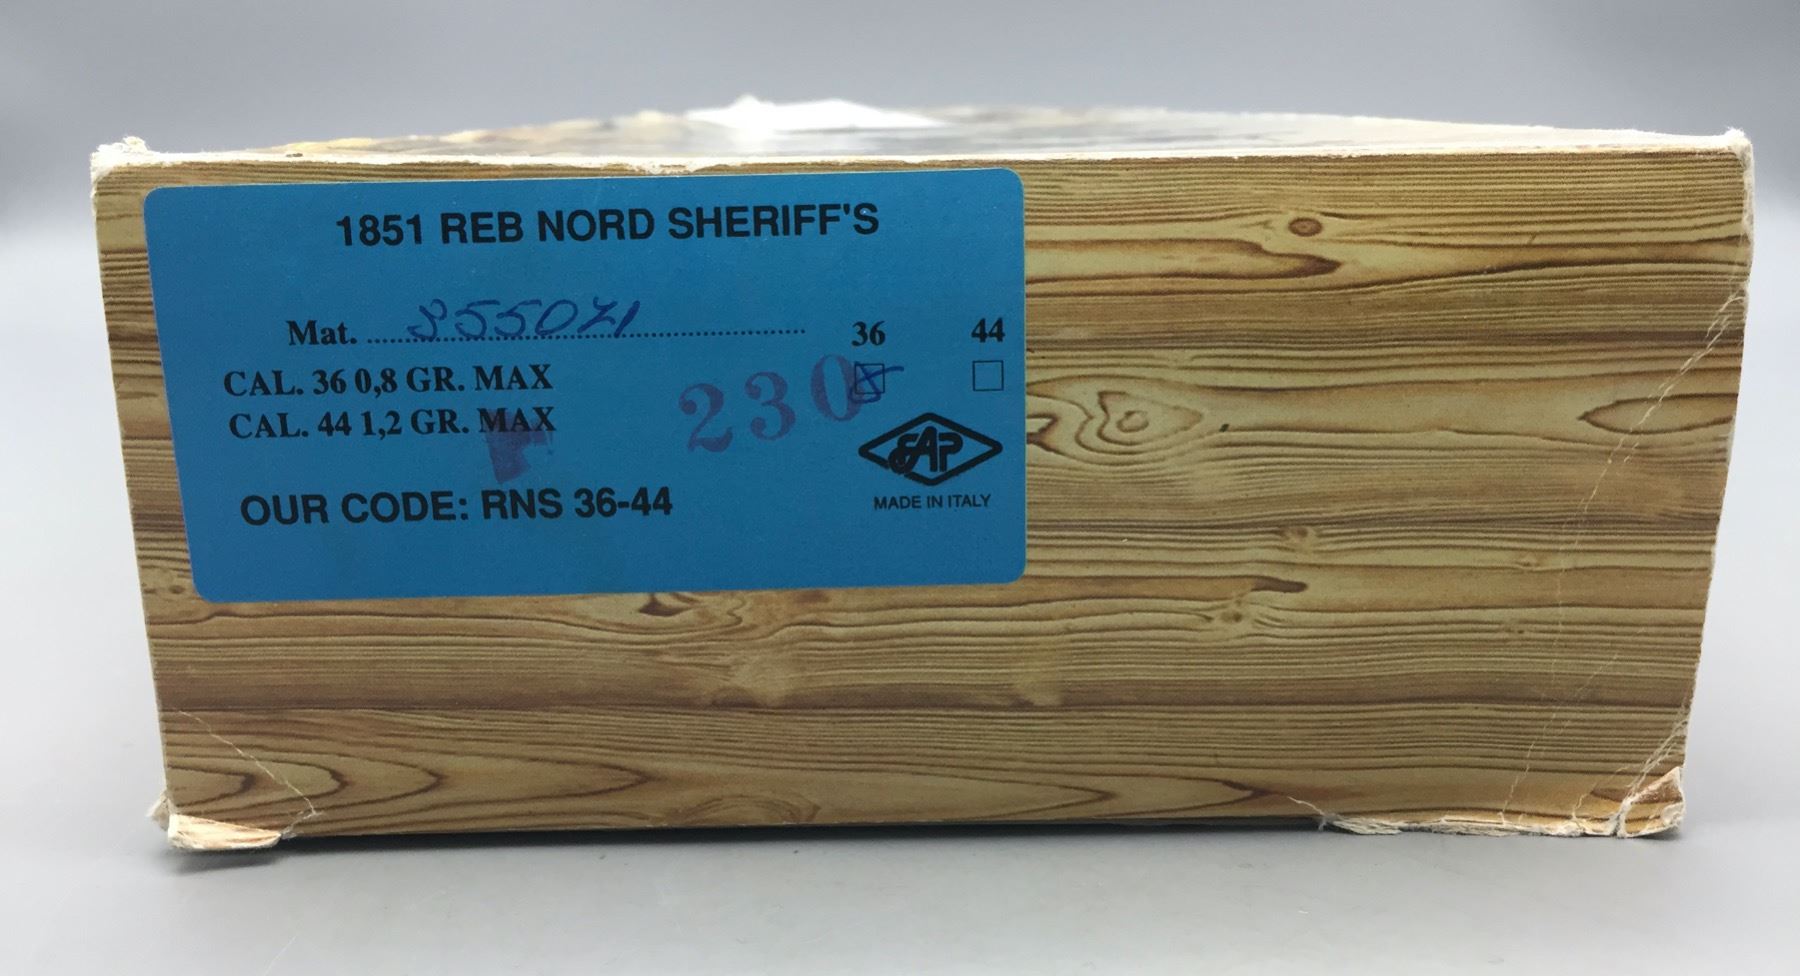 1851 REB NORD SHERIFF'S
Mat. ........S55071........ 36 44
CAL. 36 0,8 GR. MAX
CAL. 44 1,2 GR. MAX
230
OUR CODE: RNS 36-44
EAP
MADE IN ITALY